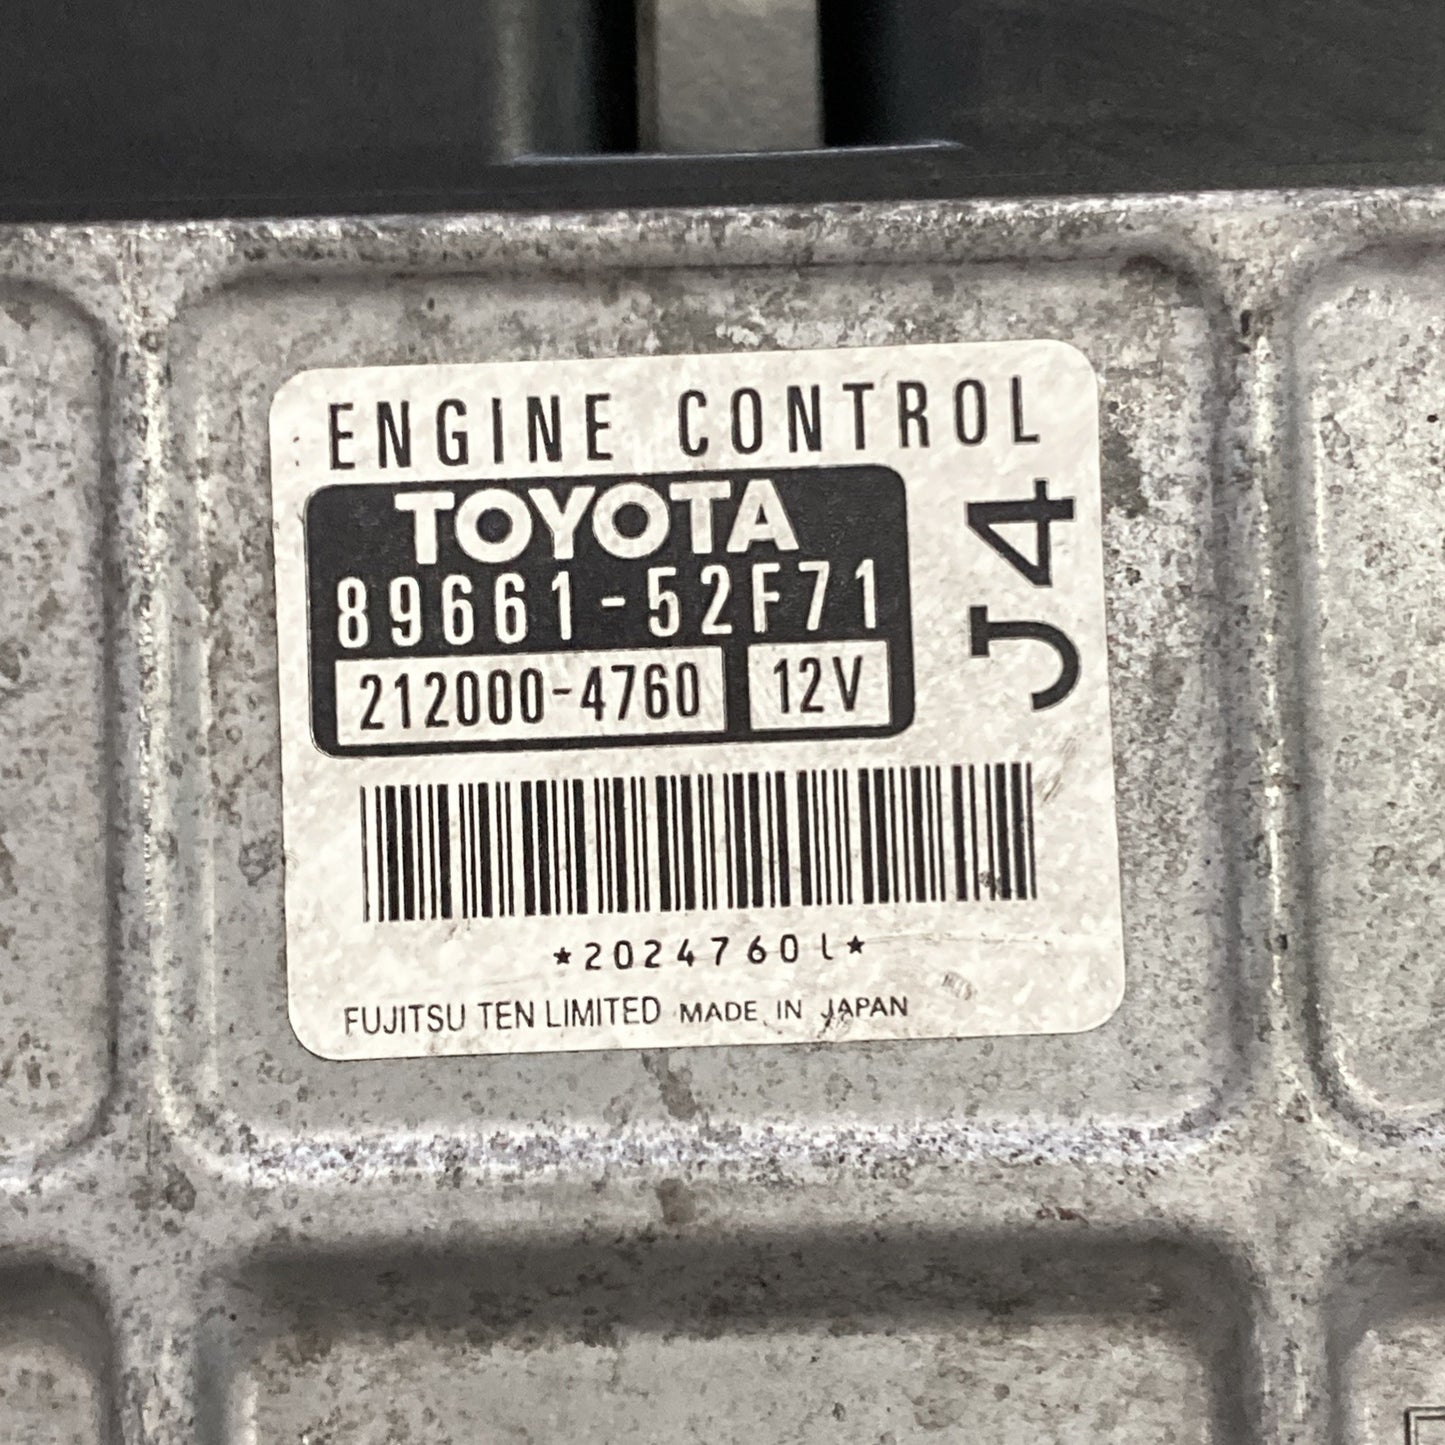 ENGINE CONTROL
TOYOTA
89661-52F71
212000-4760 12V
J4
*2024760L*
FUJITSU TEN LIMITED MADE IN JAPAN